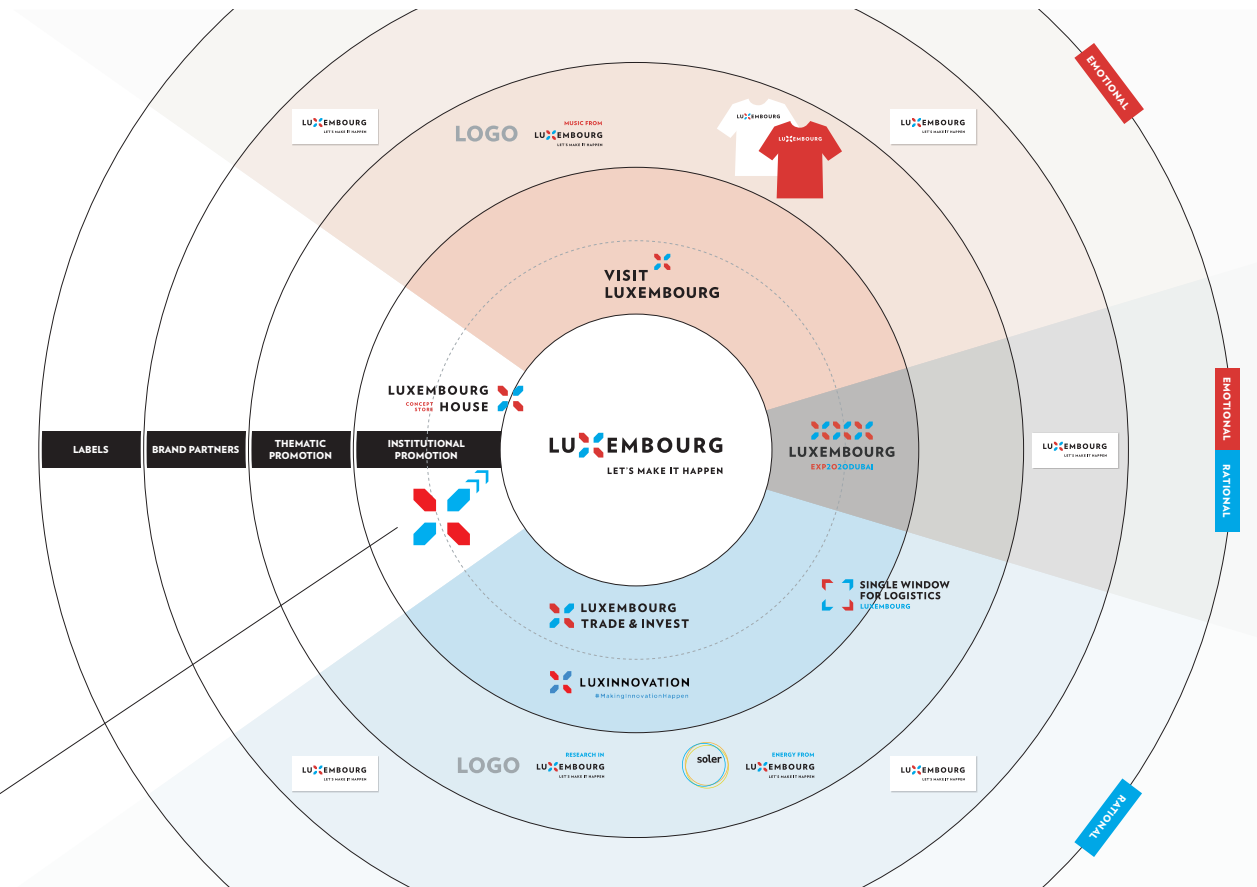 EMOTIONAL
LUXEMBOURG
LET'S MAKE IT HAPPEN
LOGO
MUSIC FROM
LUXEMBOURG
LET'S MAKE IT HAPPEN
LUXEMBOURG
LUXEMBOURG
LUXEMBOURG
LET'S MAKE IT HAPPEN
VISIT
LUXEMBOURG
LUXEMBOURG
CONCEPT
STORE
HOUSE
LABELS
BRAND PARTNERS
THEMATIC
PROMOTION
INSTITUTIONAL
PROMOTION
LUXEMBOURG
LET'S MAKE IT HAPPEN
LUXEMBOURG
EXP2020DUBAI
LUXEMBOURG
LET'S MAKE IT HAPPEN
EMOTIONAL
RATIONAL
SINGLE WINDOW
FOR LOGISTICS
LUXEMBOURG
LUXEMBOURG
TRADE & INVEST
LUXINNOVATION
#MakingInnovationHappen
LUXEMBOURG
LET'S MAKE IT HAPPEN
LOGO
RESEARCH IN
LUXEMBOURG
LET'S MAKE IT HAPPEN
soler
ENERGY FROM
LUXEMBOURG
LET'S MAKE IT HAPPEN
LUXEMBOURG
LET'S MAKE IT HAPPEN
RATIONAL